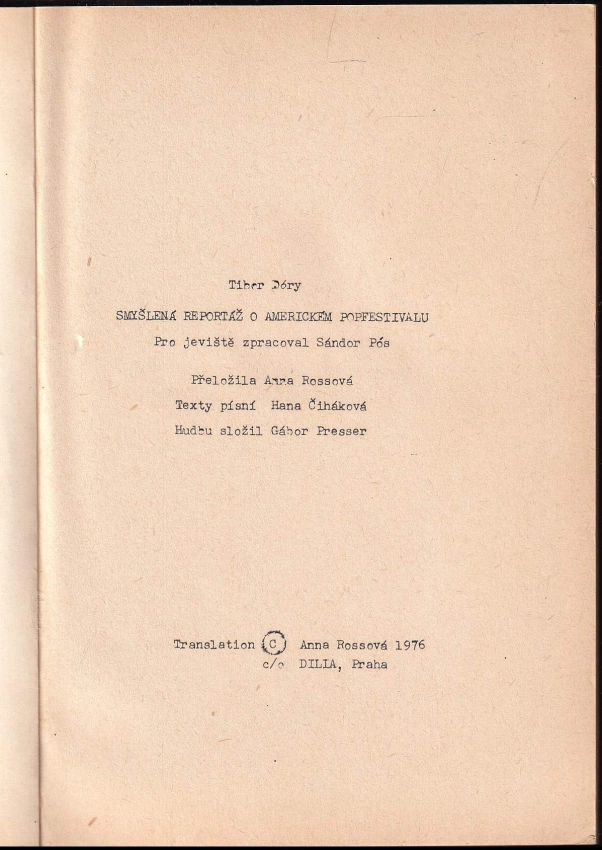 Tibor Déry
SMYŠLENÁ REPORTÁŽ O AMERICKÉM POPFESTIVALU
Pro jeviště zpracoval Sándor Pós
Přeložila Anna Rossová
Texty písní Hana Čiháková
Hudbu složil Gábor Presser
Translation © Anna Rossová 1976
c/o DILIA, Praha